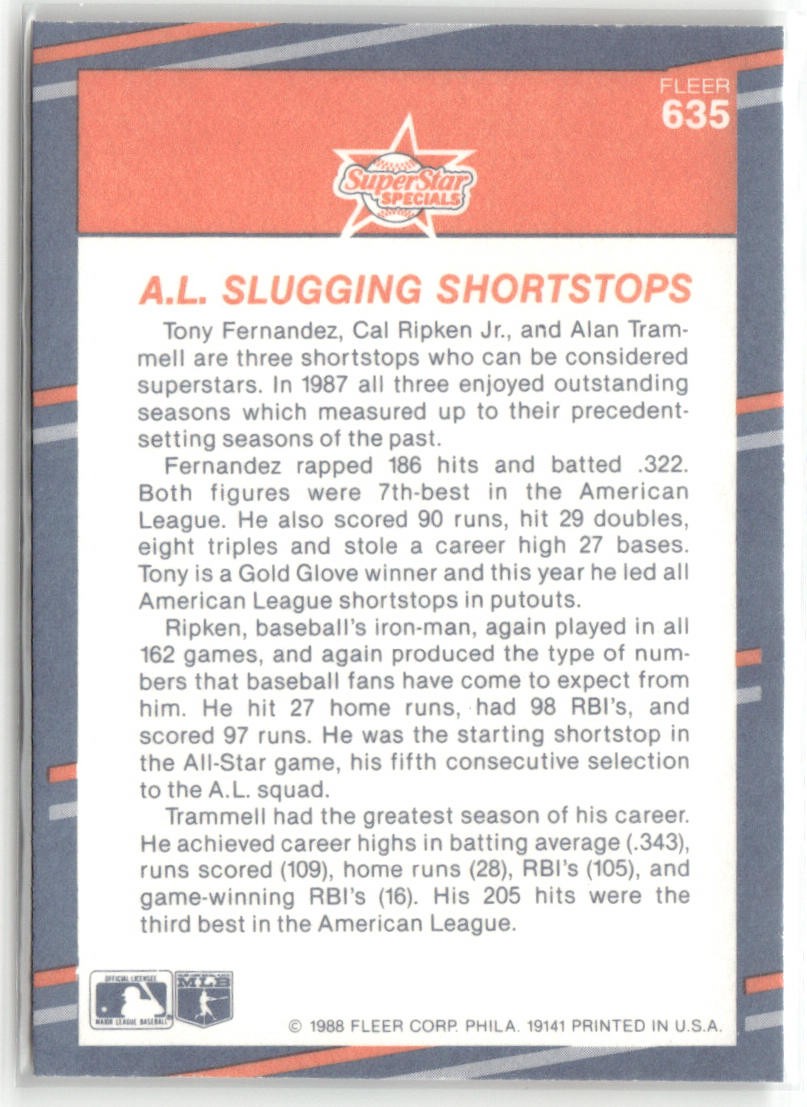 FLEER
635
SuperStar
SPECIALS
A.L. SLUGGING SHORTSTOPS
Tony Fernandez, Cal Ripken Jr., and Alan Tram-
mell are three shortstops who can be considered
superstars. In 1987 all three enjoyed outstanding
seasons which measured up to their precedent-
setting seasons of the past.
Fernandez rapped 186 hits and batted .322.
Both figures were 7th-best in the American
League. He also scored 90 runs, hit 29 doubles,
eight triples and stole a career high 27 bases.
Tony is a Gold Glove winner and this year he led all
American League shortstops in putouts.
Ripken, baseball's iron-man, again played in all
162 games, and again produced the type of num-
bers that baseball fans have come to expect from
him. He hit 27 home runs, had 98 RBI's, and
scored 97 runs. He was the starting shortstop in
the All-Star game, his fifth consecutive selection
to the A.L. squad.
Trammell had the greatest season of his career.
He achieved career highs in batting average (.343),
runs scored (109), home runs (28), RBI's (105), and
game-winning RBI's (16). His 205 hits were the
third best in the American League.
OFFICIAL LICENSEE
MAJOR LEAGUE BASEBALL
MLB
© 1988 FLEER CORP. PHILA. 19141 PRINTED IN U.S.A.